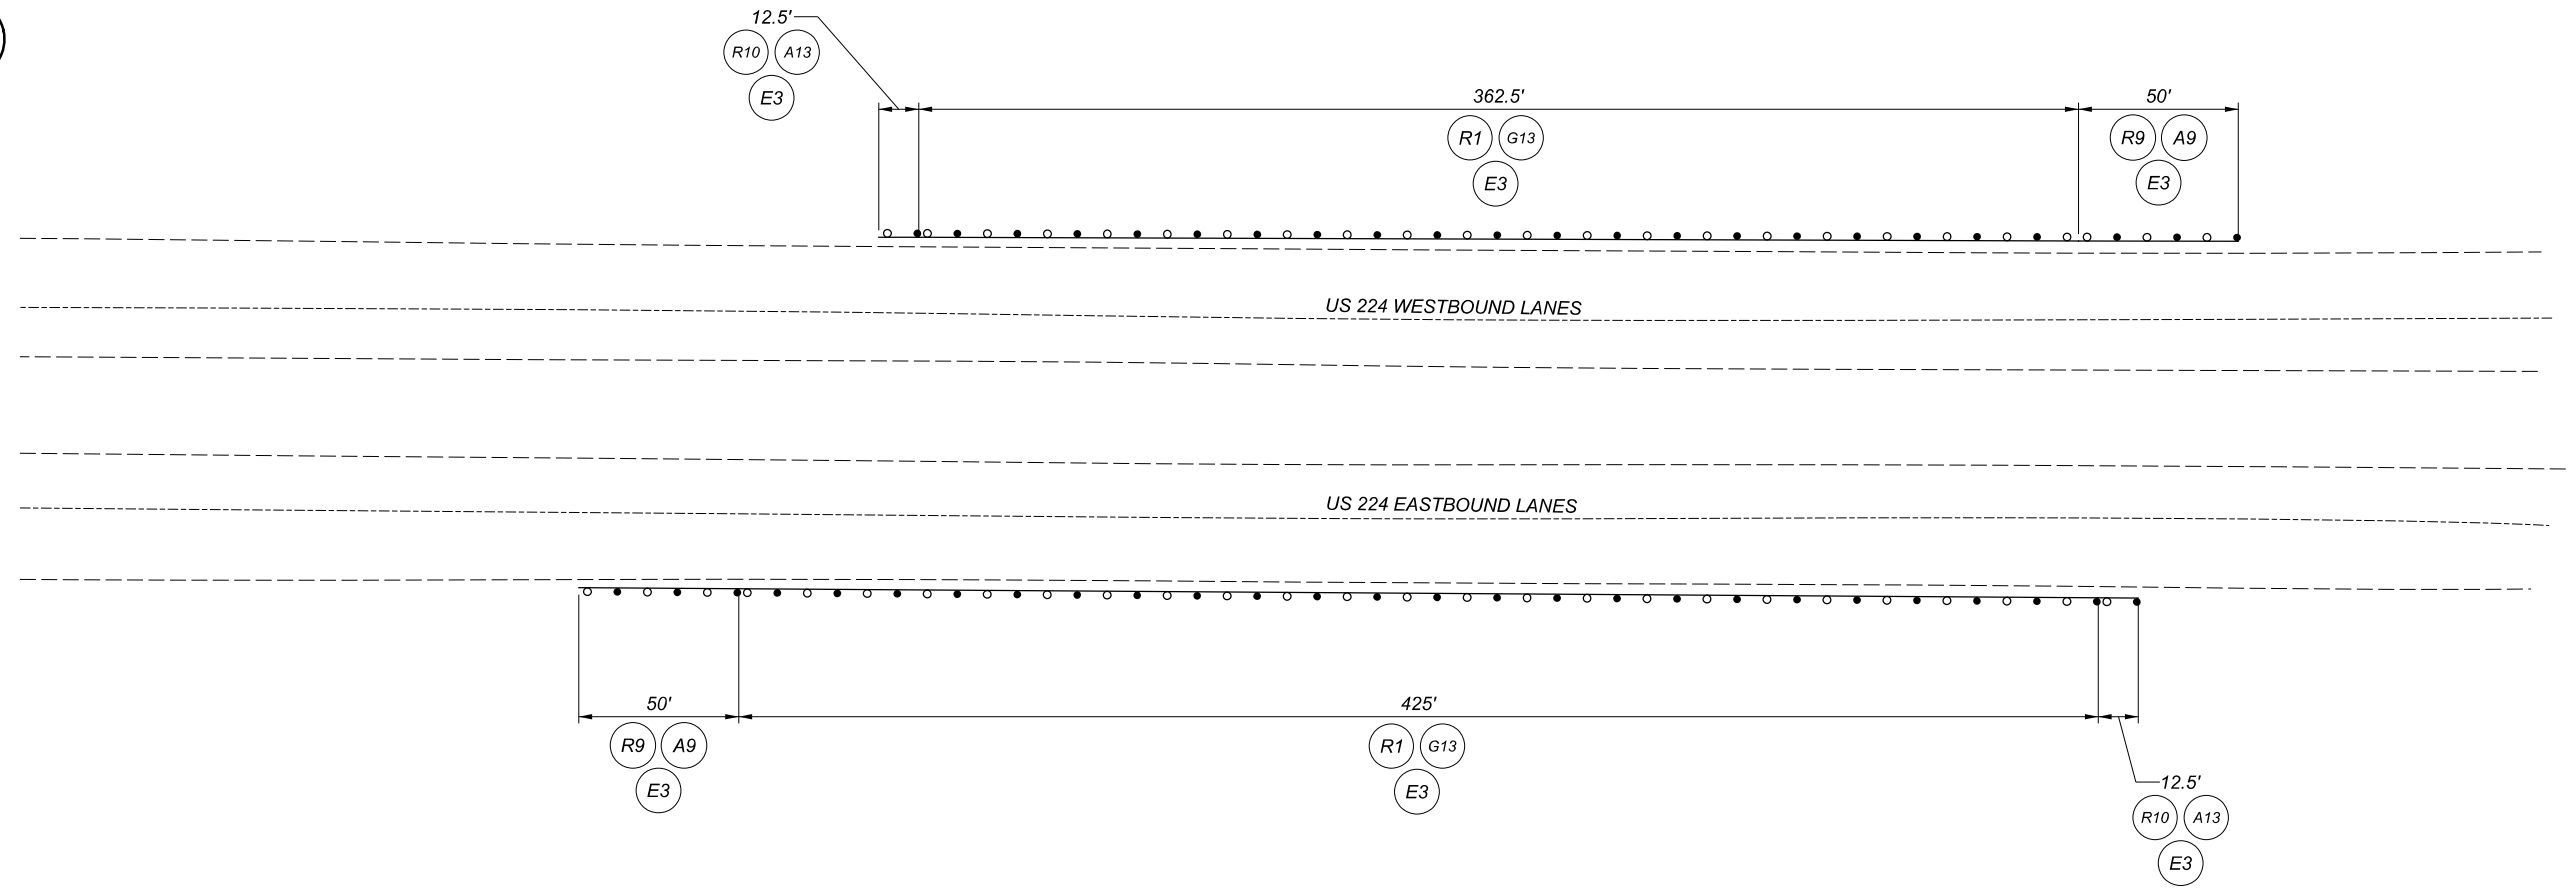 12.5'
R10 A13
E3
362.5'
R1 G13
E3
50'
R9 A9
E3
US 224 WESTBOUND LANES
US 224 EASTBOUND LANES
50'
R9 A9
E3
425'
R1 G13
E3
12.5'
R10 A13
E3